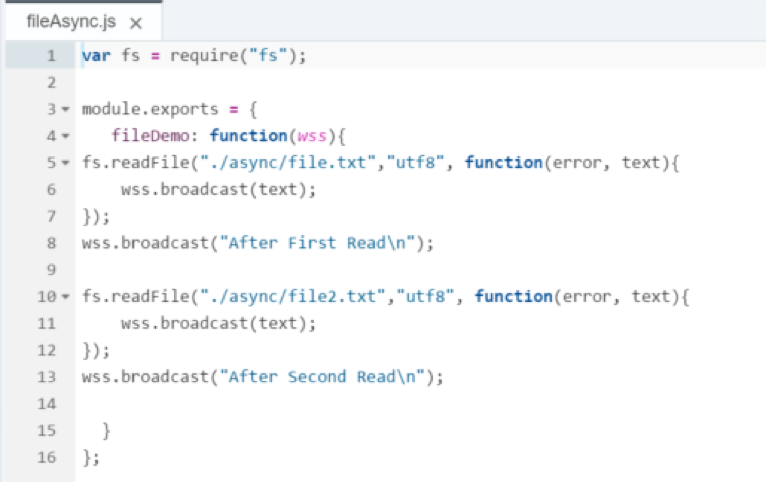 fileAsync.js ×
1 var fs = require("fs");
2
3 module.exports = {
4 fileDemo: function(wss){
5 fs.readFile("./async/file.txt","utf8", function(error, text){
6 wss.broadcast(text);
7 });
8 wss.broadcast("After First Read\n");
9
10 fs.readFile("./async/file2.txt","utf8", function(error, text){
11 wss.broadcast(text);
12 });
13 wss.broadcast("After Second Read\n");
14
15 }
16 };